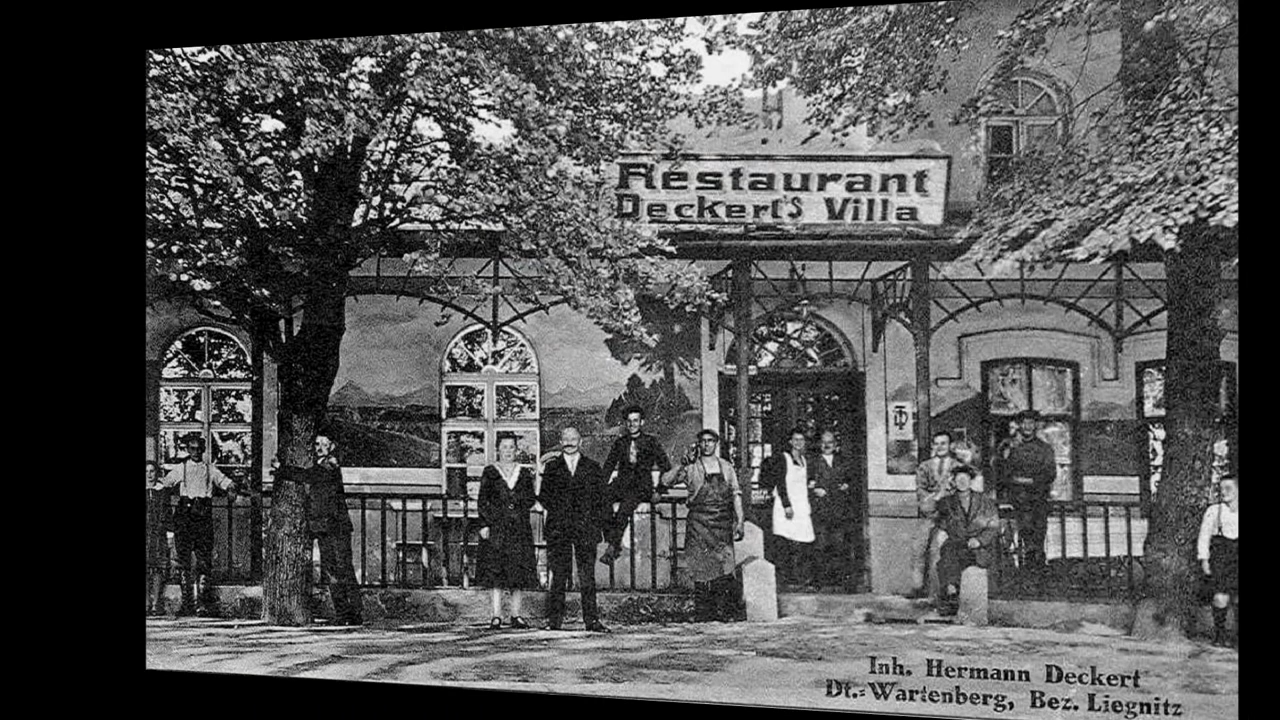 Restaurant
Deckert's Villa
Inh. Hermann Deckert
Dt.=Wartenberg, Bez. Liegnitz